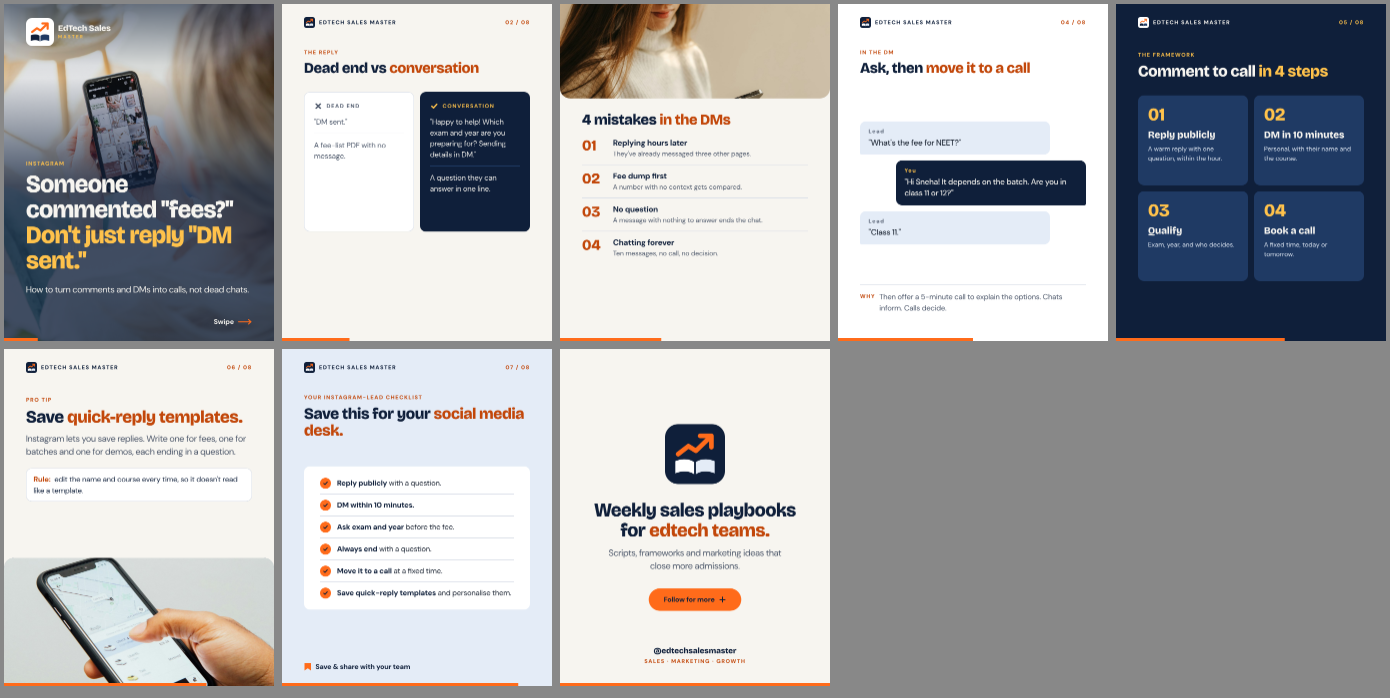 EdTech Sales
MASTER
INSTAGRAM
Someone
commented "fees?"
Don't just reply "DM
sent."
How to turn comments and DMs into calls, not dead chats.
Swipe
EDTECH SALES MASTER
02 / 08
THE REPLY
Dead end vs conversation
DEAD END
"DM sent."
A fee-list PDF with no
message.
CONVERSATION
"Happy to help! Which
exam and year are you
preparing for? Sending
details in DM."
A question they can
answer in one line.
4 mistakes in the DMs
01
Replying hours later
They've already messaged three other pages.
02
Fee dump first
A number with no context gets compared.
03
No question
A message with nothing to answer ends the chat.
04
Chatting forever
Ten messages, no call, no decision.
EDTECH SALES MASTER
04 / 08
IN THE DM
Ask, then move it to a call
Lead
"What's the fee for NEET?"
You
"Hi Sneha! It depends on the batch. Are you in
class 11 or 12?"
Lead
"Class 11."
WHY Then offer a 5-minute call to explain the options. Chats
inform. Calls decide.
EDTECH SALES MASTER
05 / 08
THE FRAMEWORK
Comment to call in 4 steps
01
Reply publicly
A warm reply with one
question, within the hour.
02
DM in 10 minutes
Personal, with their name and
the course.
03
Qualify
Exam, year, and who decides.
04
Book a call
A fixed time, today or
tomorrow.
EDTECH SALES MASTER
06 / 08
PRO TIP
Save quick-reply templates.
Instagram lets you save replies. Write one for fees, one for
batches and one for demos, each ending in a question.
Rule: edit the name and course every time, so it doesn't read
like a template.
EDTECH SALES MASTER
07 / 08
YOUR INSTAGRAM-LEAD CHECKLIST
Save this for your social media
desk.
Reply publicly with a question.
DM within 10 minutes.
Ask exam and year before the fee.
Always end with a question.
Move it to a call at a fixed time.
Save quick-reply templates and personalise them.
Save & share with your team
Weekly sales playbooks
for edtech teams.
Scripts, frameworks and marketing ideas that
close more admissions.
Follow for more +
@edtechsalesmaster
SALES · MARKETING · GROWTH